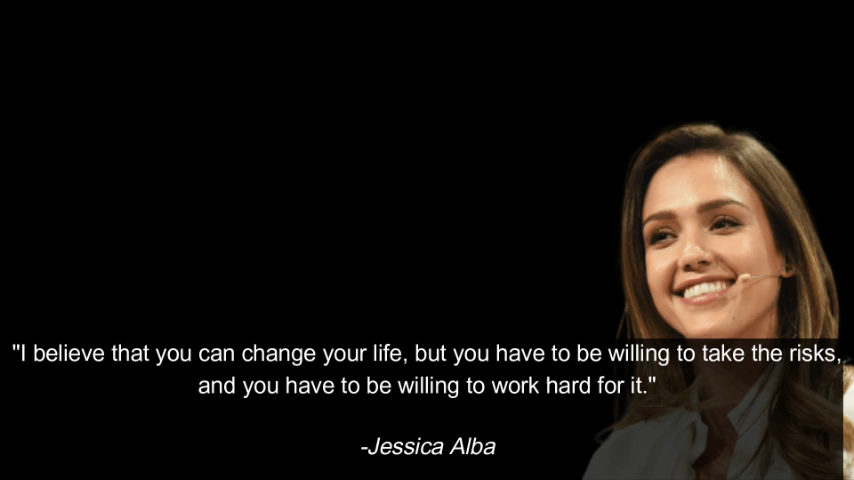 "I believe that you can change your life, but you have to be willing to take the risks,
and you have to be willing to work hard for it."
-Jessica Alba